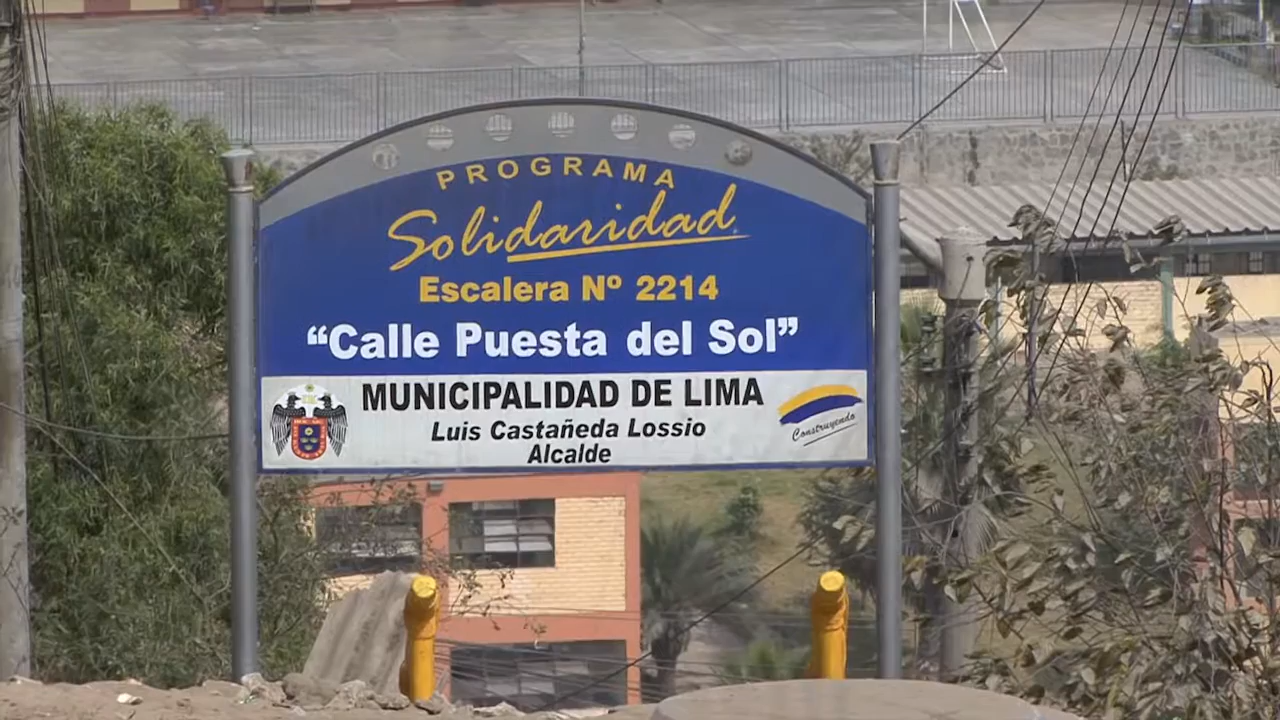 PROGRAMA
Solidaridad
Escalera Nº 2214
“Calle Puesta del Sol”
MUNICIPALIDAD DE LIMA
Luis Castañeda Lossio
Alcalde
Construyendo